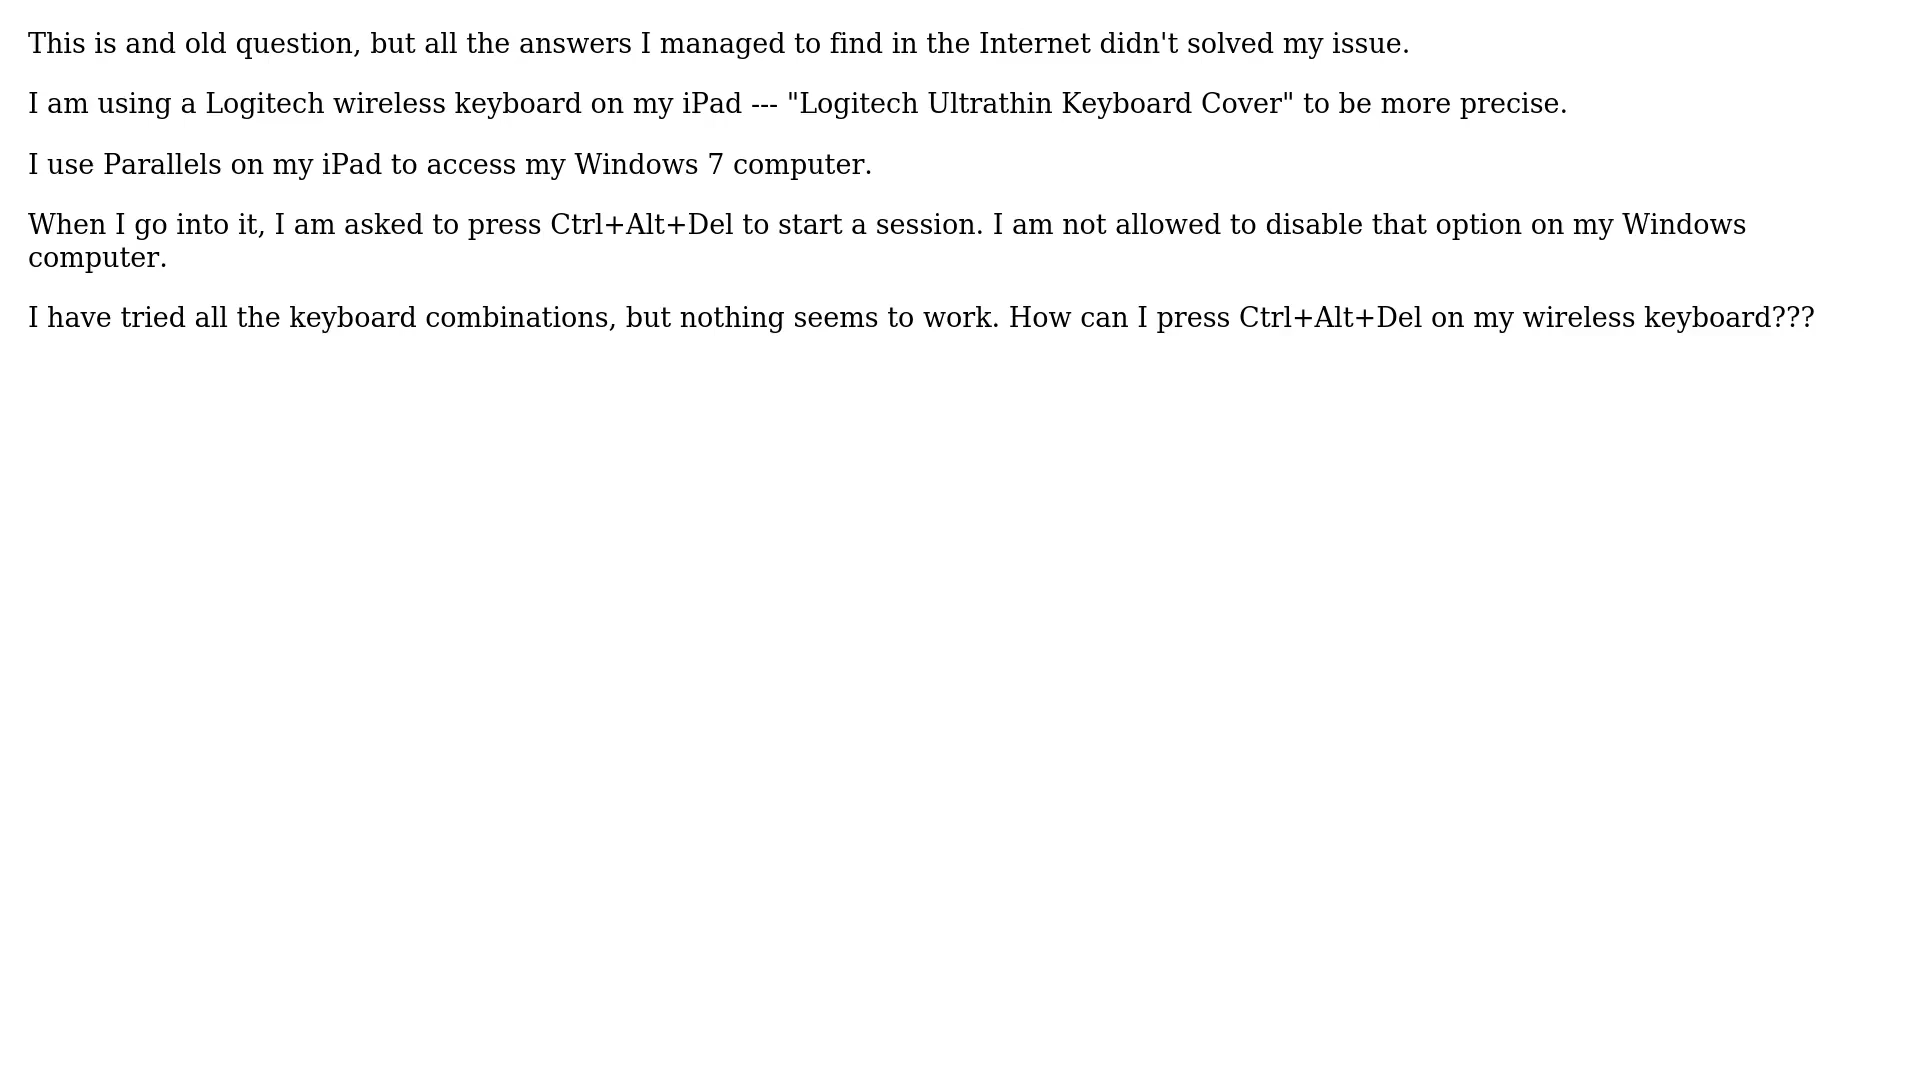 This is and old question, but all the answers I managed to find in the Internet didn't solved my issue.
I am using a Logitech wireless keyboard on my iPad --- "Logitech Ultrathin Keyboard Cover" to be more precise.
I use Parallels on my iPad to access my Windows 7 computer.
When I go into it, I am asked to press Ctrl+Alt+Del to start a session. I am not allowed to disable that option on my Windows
computer.
I have tried all the keyboard combinations, but nothing seems to work. How can I press Ctrl+Alt+Del on my wireless keyboard???